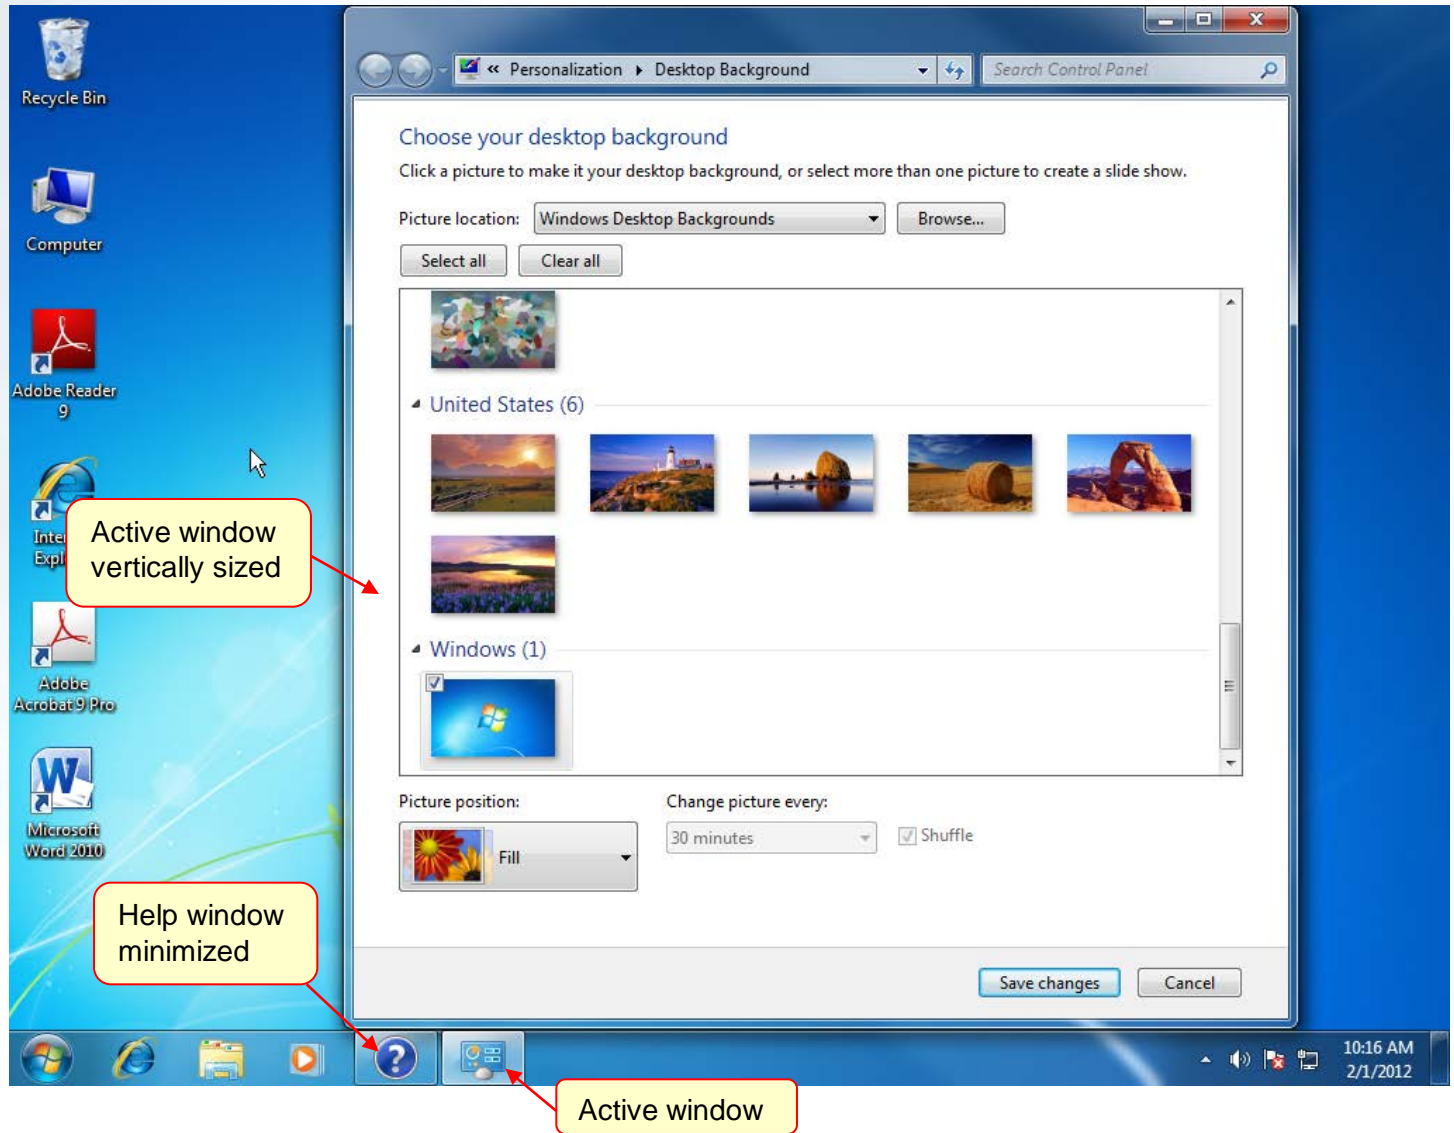 Recycle Bin
Computer
Adobe Reader
9
Inte
Expl
Adobe
Acrobat 9 Pro
Microsoft
Word 2010
« Personalization ▸ Desktop Background
Search Control Panel
Choose your desktop background
Click a picture to make it your desktop background, or select more than one picture to create a slide show.
Picture location: Windows Desktop Backgrounds Browse...
Select all Clear all
United States (6)
Windows (1)
Picture position: Change picture every:
Fill 30 minutes Shuffle
Save changes Cancel
Active window
vertically sized
Help window
minimized
Active window
10:16 AM
2/1/2012